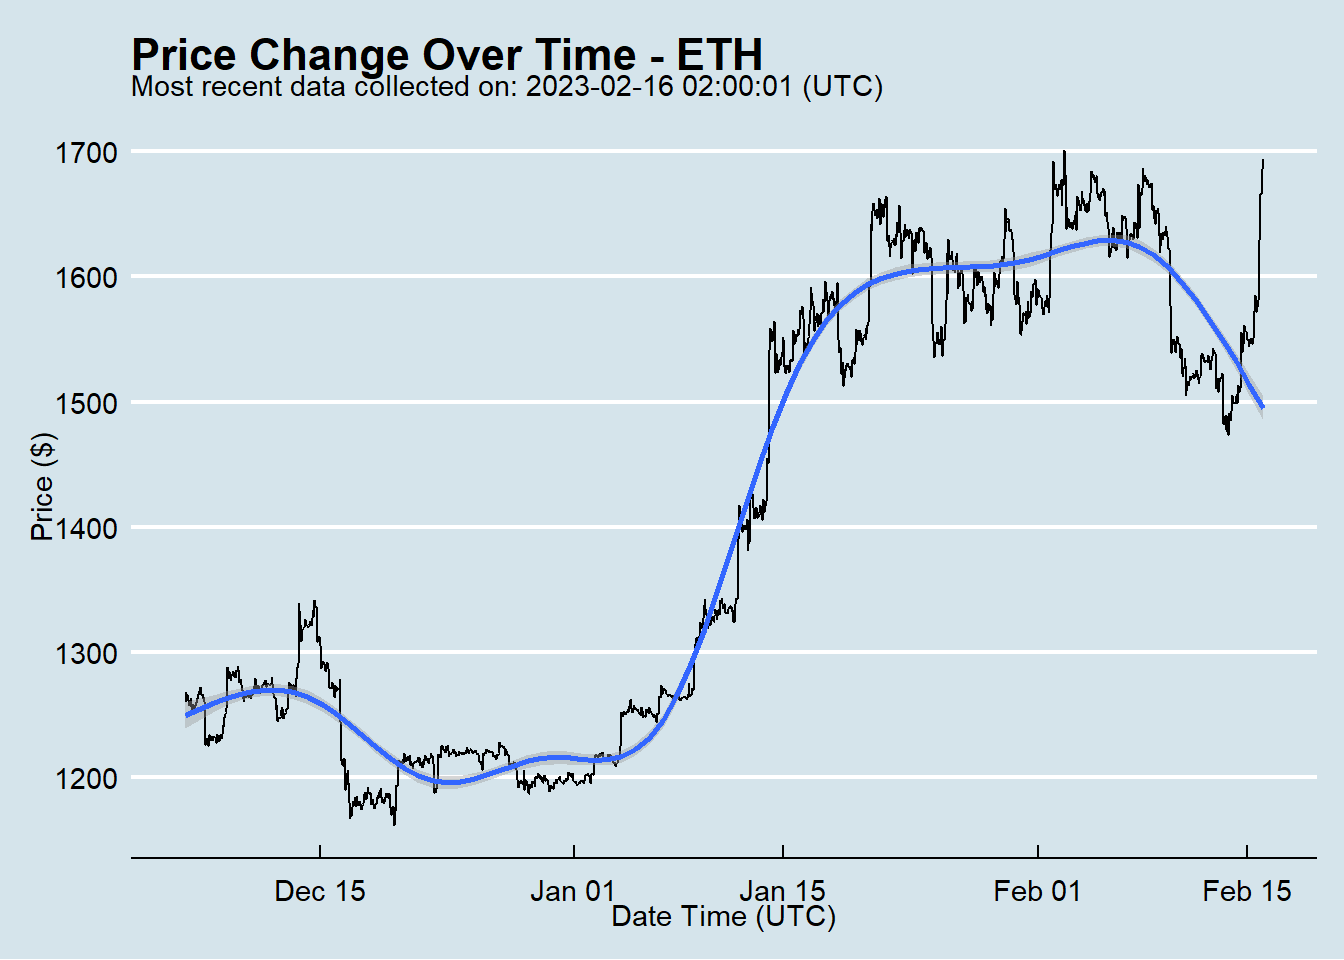 Price Change Over Time - ETH
Most recent data collected on: 2023-02-16 02:00:01 (UTC)
1700
1600
1500
1400
1300
1200
Price ($)
Dec 15 Jan 01 Jan 15 Feb 01 Feb 15
Date Time (UTC)